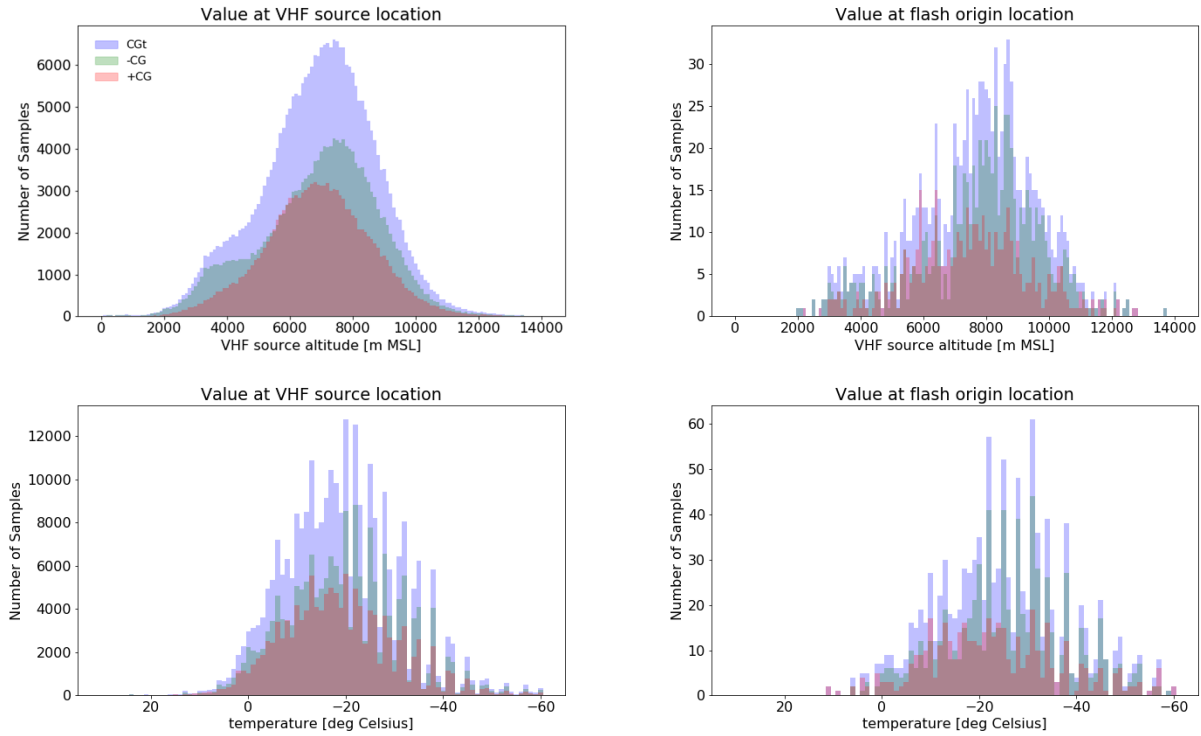 Value at VHF source location
Number of Samples
6000
5000
4000
3000
2000
1000
0
CGt
-CG
+CG
0 2000 4000 6000 8000 10000 12000 14000
VHF source altitude [m MSL]
Value at flash origin location
Number of Samples
30
25
20
15
10
5
0
0 2000 4000 6000 8000 10000 12000 14000
VHF source altitude [m MSL]
Value at VHF source location
Number of Samples
12000
10000
8000
6000
4000
2000
0
20 0 −20 −40 −60
temperature [deg Celsius]
Value at flash origin location
Number of Samples
60
50
40
30
20
10
0
20 0 −20 −40 −60
temperature [deg Celsius]